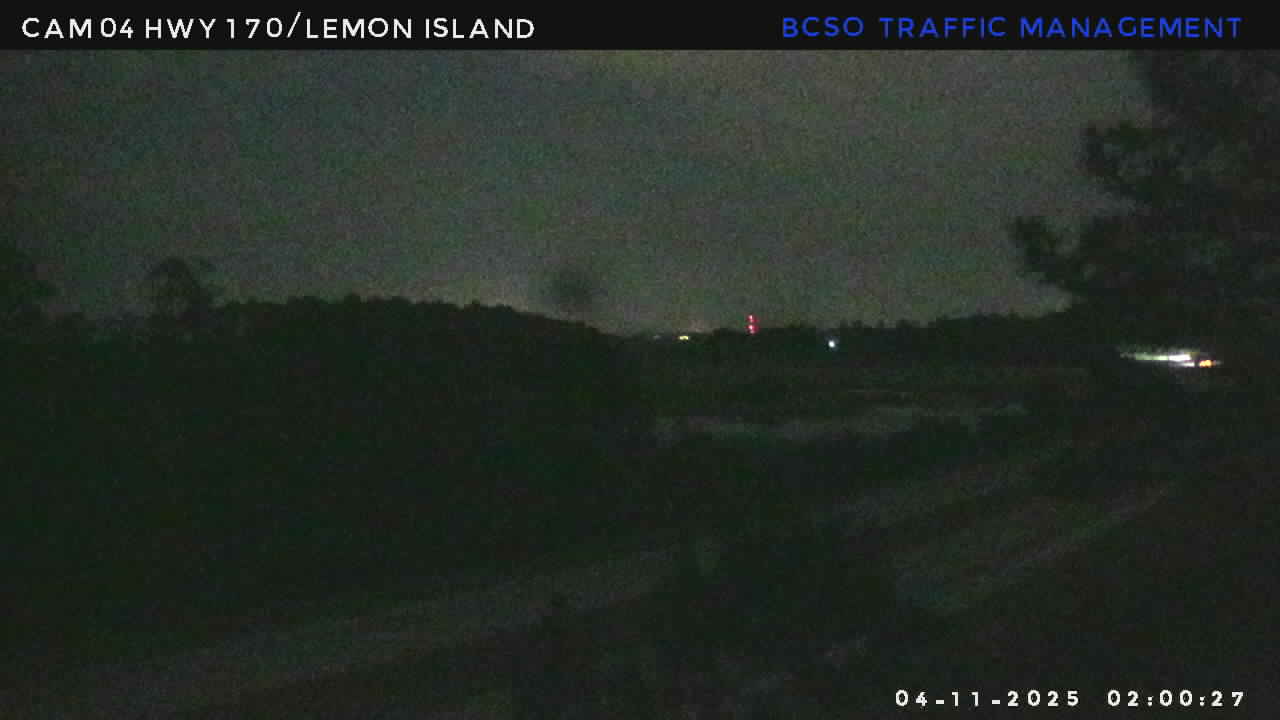 CAM04 HWY 170/LEMON ISLAND
BCSO TRAFFIC MANAGEMENT
04-11-2025 02:00:27